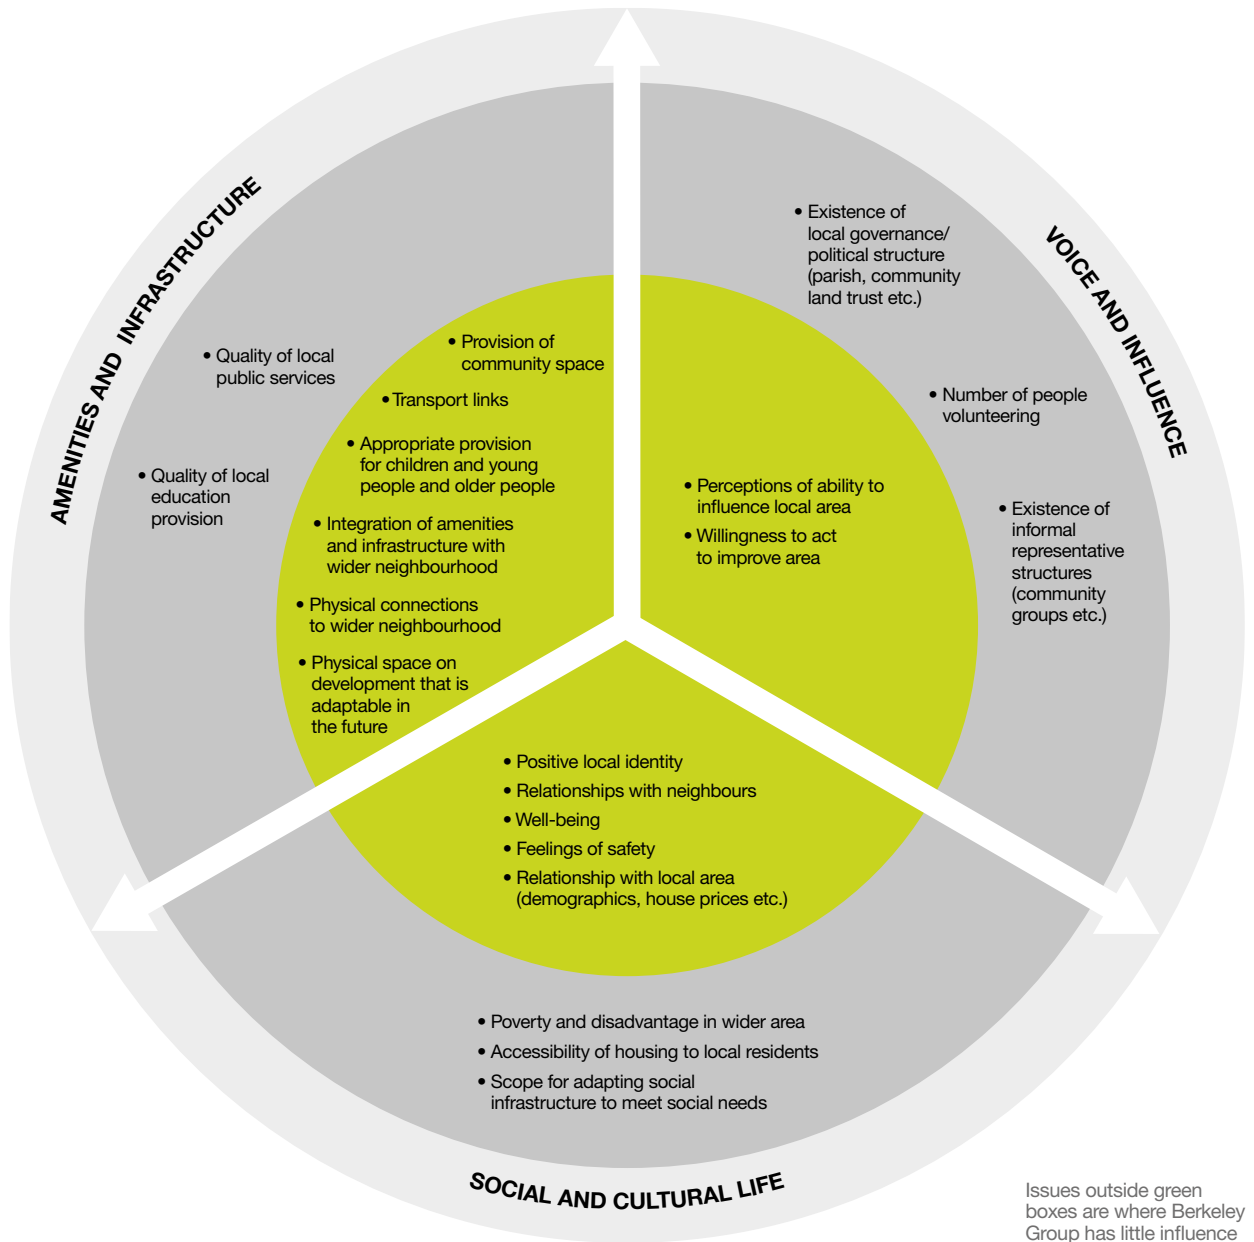 AMENITIES AND INFRASTRUCTURE
• Quality of local
public services
• Quality of local
education
provision
• Provision of
community space
• Transport links
• Appropriate provision
for children and young
people and older people
• Integration of amenities
and infrastructure with
wider neighbourhood
• Physical connections
to wider neighbourhood
• Physical space on
development that is
adaptable in
the future
VOICE AND INFLUENCE
• Existence of
local governance/
political structure
(parish, community
land trust etc.)
• Number of people
volunteering
• Existence of
informal
representative
structures
(community
groups etc.)
• Perceptions of ability to
influence local area
• Willingness to act
to improve area
• Positive local identity
• Relationships with neighbours
• Well-being
• Feelings of safety
• Relationship with local area
(demographics, house prices etc.)
• Poverty and disadvantage in wider area
• Accessibility of housing to local residents
• Scope for adapting social
infrastructure to meet social needs
SOCIAL AND CULTURAL LIFE
Issues outside green
boxes are where Berkeley
Group has little influence